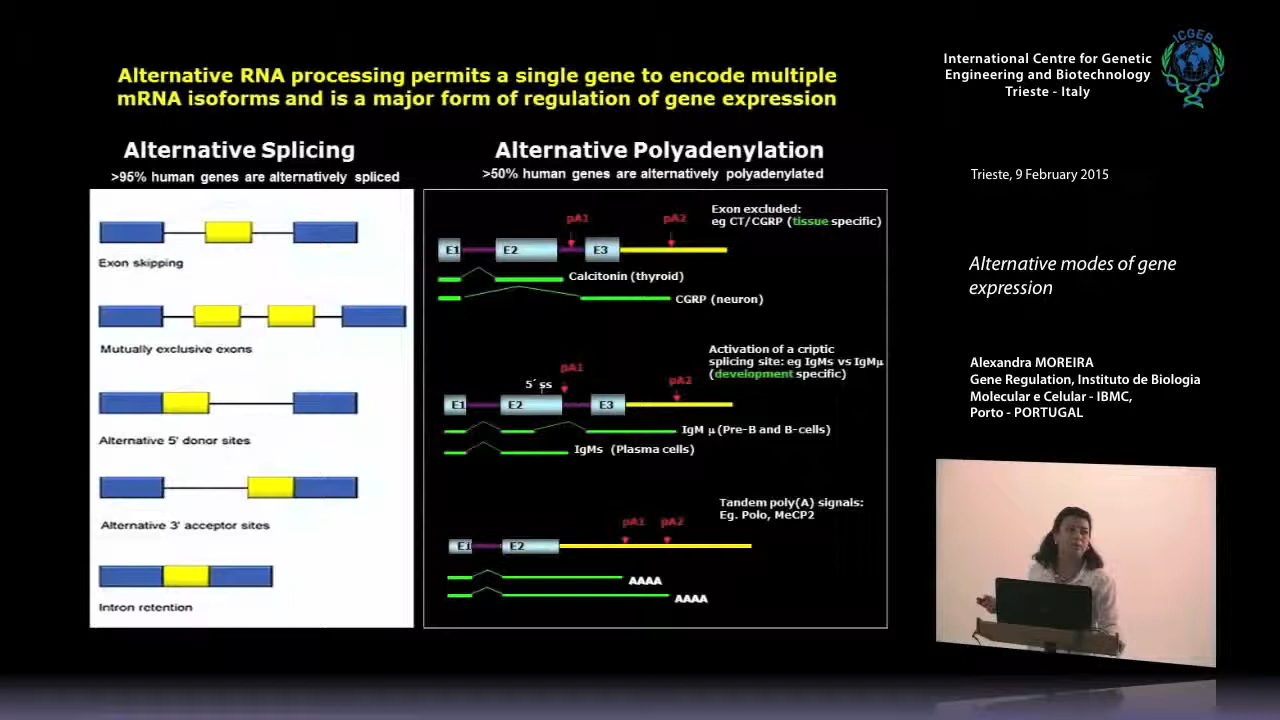 Alternative RNA processing permits a single gene to encode multiple
mRNA isoforms and is a major form of regulation of gene expression
Alternative Splicing
>95% human genes are alternatively spliced
Exon skipping
Mutually exclusive exons
Alternative 5' donor sites
Alternative 3' acceptor sites
Intron retention
Alternative Polyadenylation
>50% human genes are alternatively polyadenylated
Exon excluded:
eg CT/CGRP (tissue specific)
pA1 pA2
E1 E2 E3
Calcitonin (thyroid)
CGRP (neuron)
Activation of a criptic
splicing site: eg IgMs vs IgMµ
(development specific)
pA1
5´ss
pA2
E1 E2 E3
IgM µ (Pre-B and B-cells)
IgMs (Plasma cells)
Tandem poly(A) signals:
Eg. Polo, MeCP2
pA1 pA2
E1 E2
AAAA
AAAA
International Centre for Genetic
Engineering and Biotechnology
Trieste - Italy
ICGEB
Trieste, 9 February 2015
Alternative modes of gene
expression
Alexandra MOREIRA
Gene Regulation, Instituto de Biologia
Molecular e Celular - IBMC,
Porto - PORTUGAL